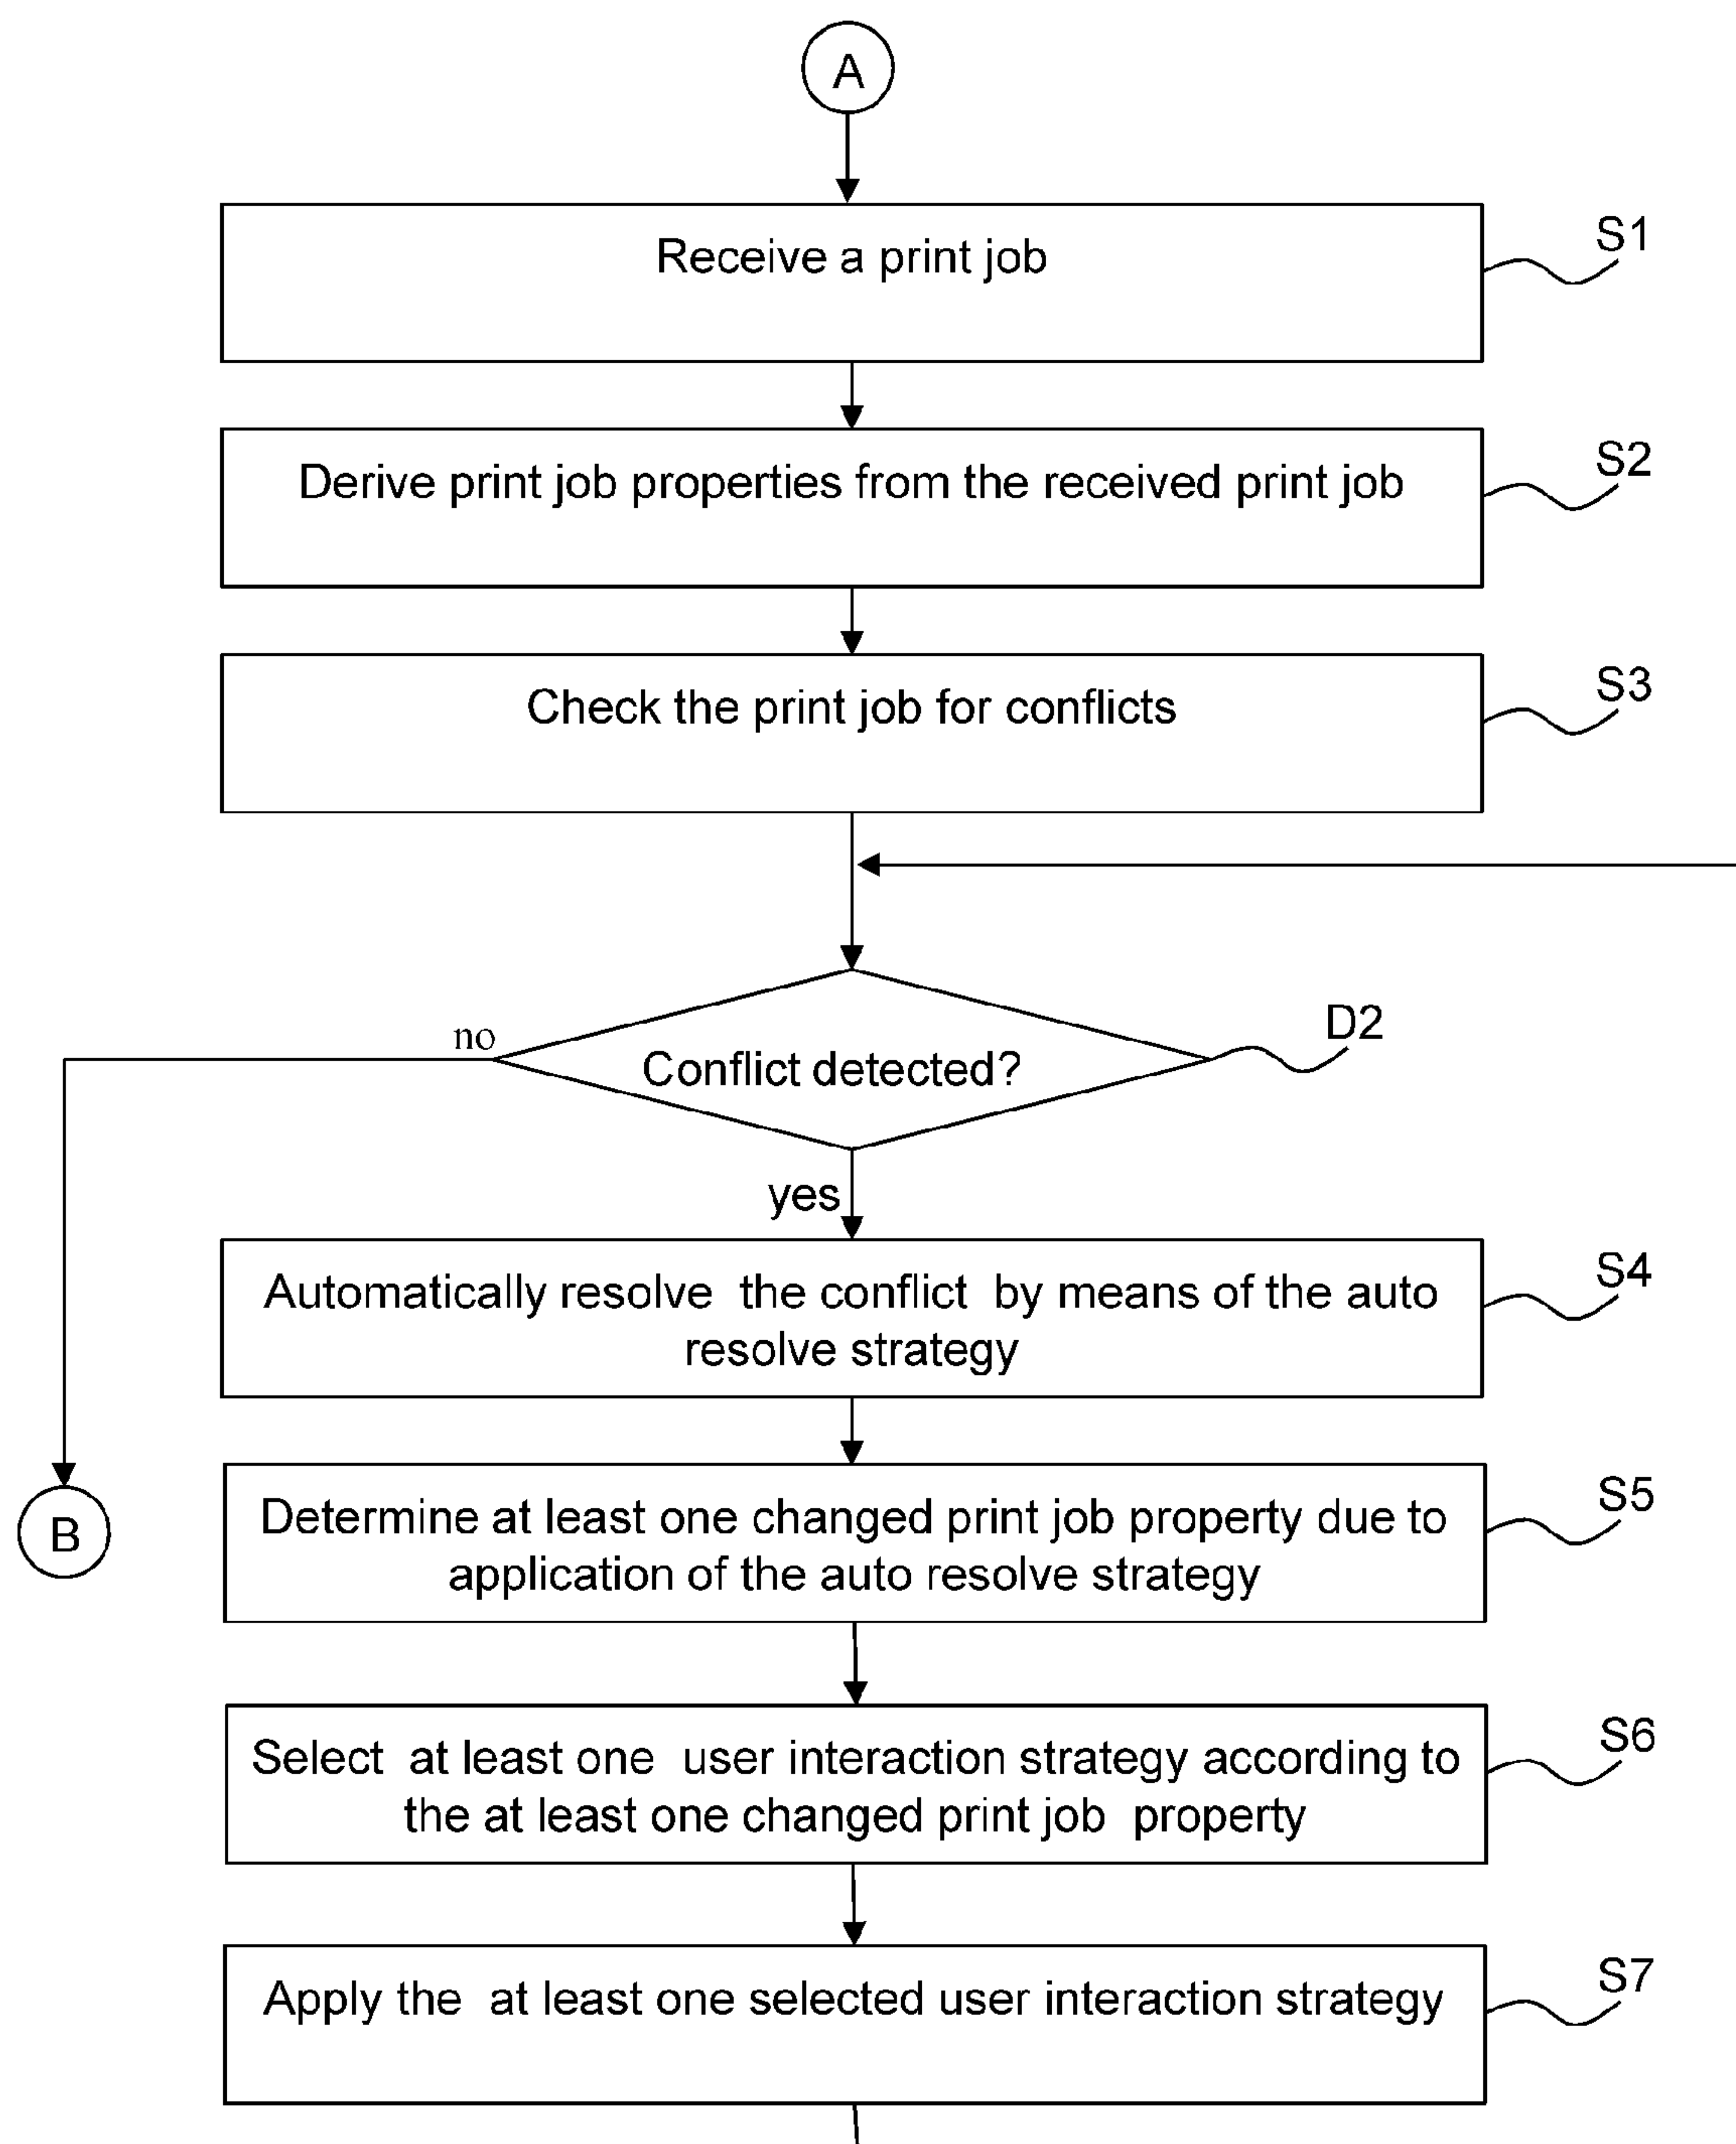 A
Receive a print job
S1
Derive print job properties from the received print job
S2
Check the print job for conflicts
S3
no
Conflict detected?
D2
yes
Automatically resolve the conflict by means of the auto
resolve strategy
S4
Determine at least one changed print job property due to
application of the auto resolve strategy
S5
B
Select at least one user interaction strategy according to
the at least one changed print job property
S6
Apply the at least one selected user interaction strategy
S7